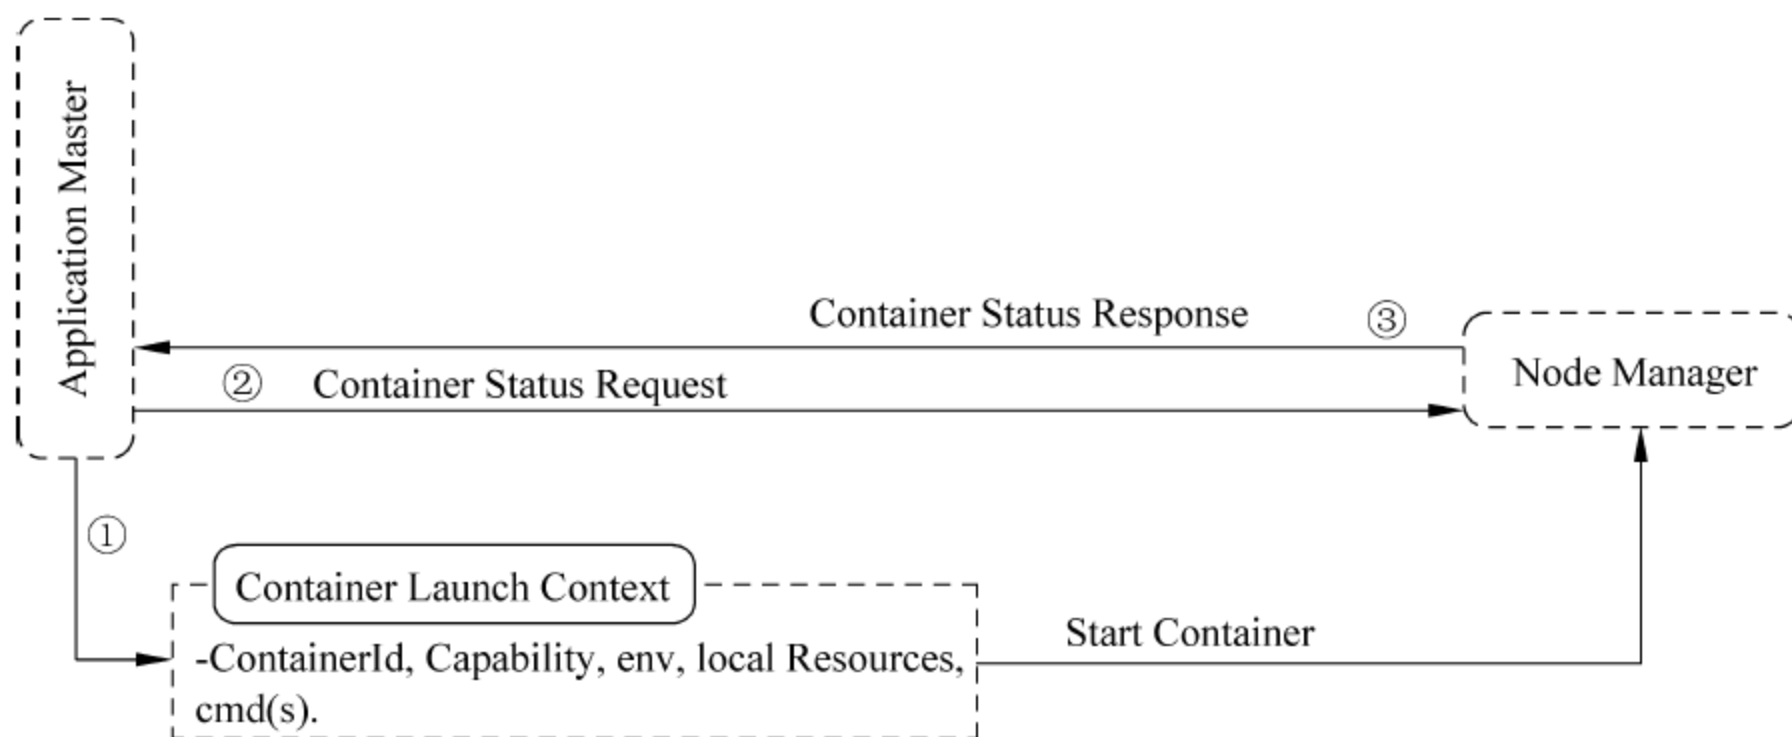 Application Master
Container Status Response ③
② Container Status Request
Node Manager
①
Container Launch Context
Start Container
-ContainerId, Capability, env, local Resources,
cmd(s).